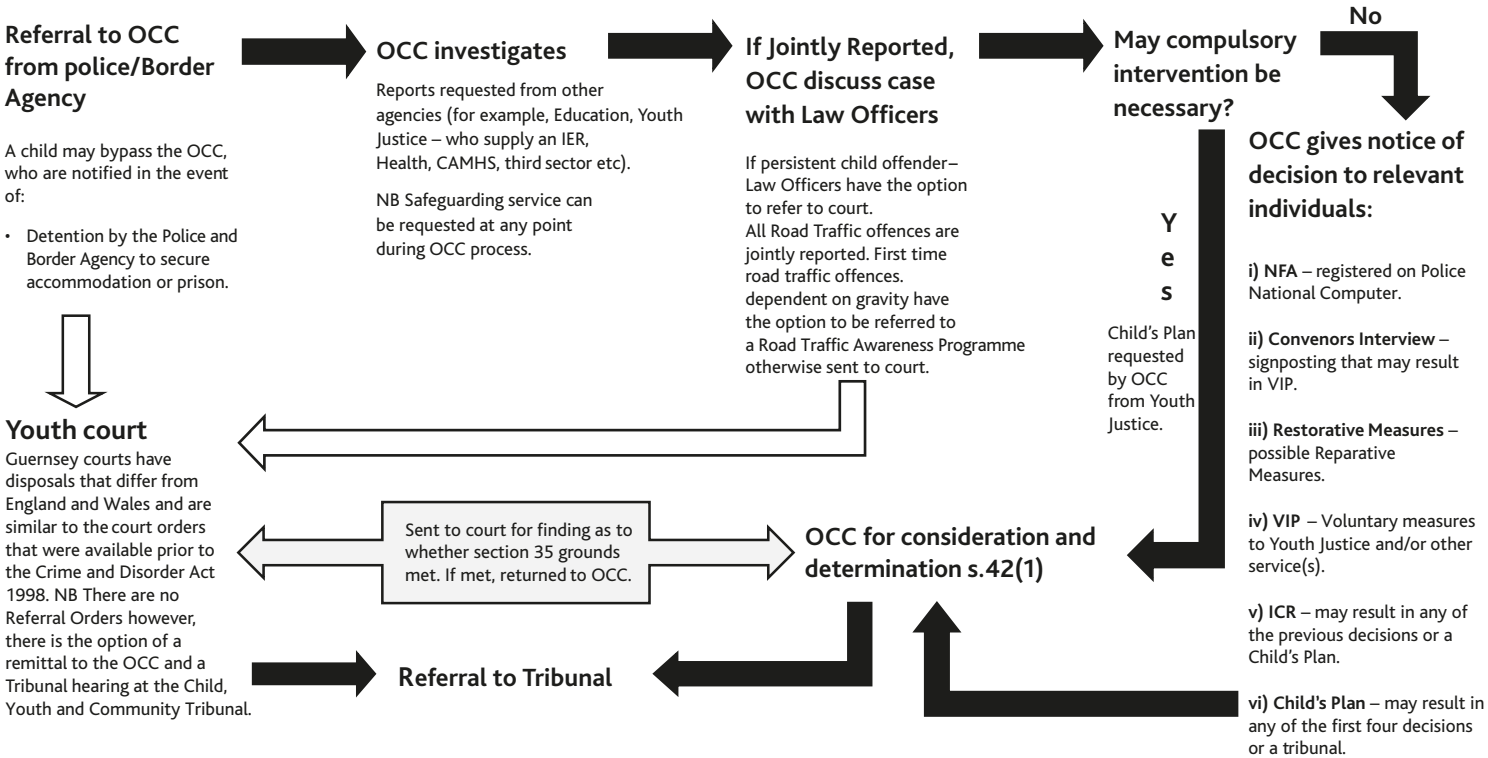 Referral to OCC
from police/Border
Agency
A child may bypass the OCC,
who are notified in the event
of:
• Detention by the Police and
Border Agency to secure
accommodation or prison.
OCC investigates
Reports requested from other
agencies (for example, Education, Youth
Justice – who supply an IER,
Health, CAMHS, third sector etc).
NB Safeguarding service can
be requested at any point
during OCC process.
If Jointly Reported,
OCC discuss case
with Law Officers
If persistent child offender–
Law Officers have the option
to refer to court.
All Road Traffic offences are
jointly reported. First time
road traffic offences.
dependent on gravity have
the option to be referred to
a Road Traffic Awareness Programme
otherwise sent to court.
May compulsory
intervention be
necessary?
No
Y
e
s
Child's Plan
requested
by OCC
from Youth
Justice.
OCC gives notice of
decision to relevant
individuals:
i) NFA – registered on Police
National Computer.
ii) Convenors Interview –
signposting that may result
in VIP.
iii) Restorative Measures –
possible Reparative
Measures.
iv) VIP – Voluntary measures
to Youth Justice and/or other
service(s).
v) ICR – may result in any of
the previous decisions or a
Child's Plan.
vi) Child's Plan – may result in
any of the first four decisions
or a tribunal.
Youth court
Guernsey courts have
disposals that differ from
England and Wales and are
similar to the court orders
that were available prior to
the Crime and Disorder Act
1998. NB There are no
Referral Orders however,
there is the option of a
remittal to the OCC and a
Tribunal hearing at the Child,
Youth and Community Tribunal.
Sent to court for finding as to
whether section 35 grounds
met. If met, returned to OCC.
OCC for consideration and
determination s.42(1)
Referral to Tribunal